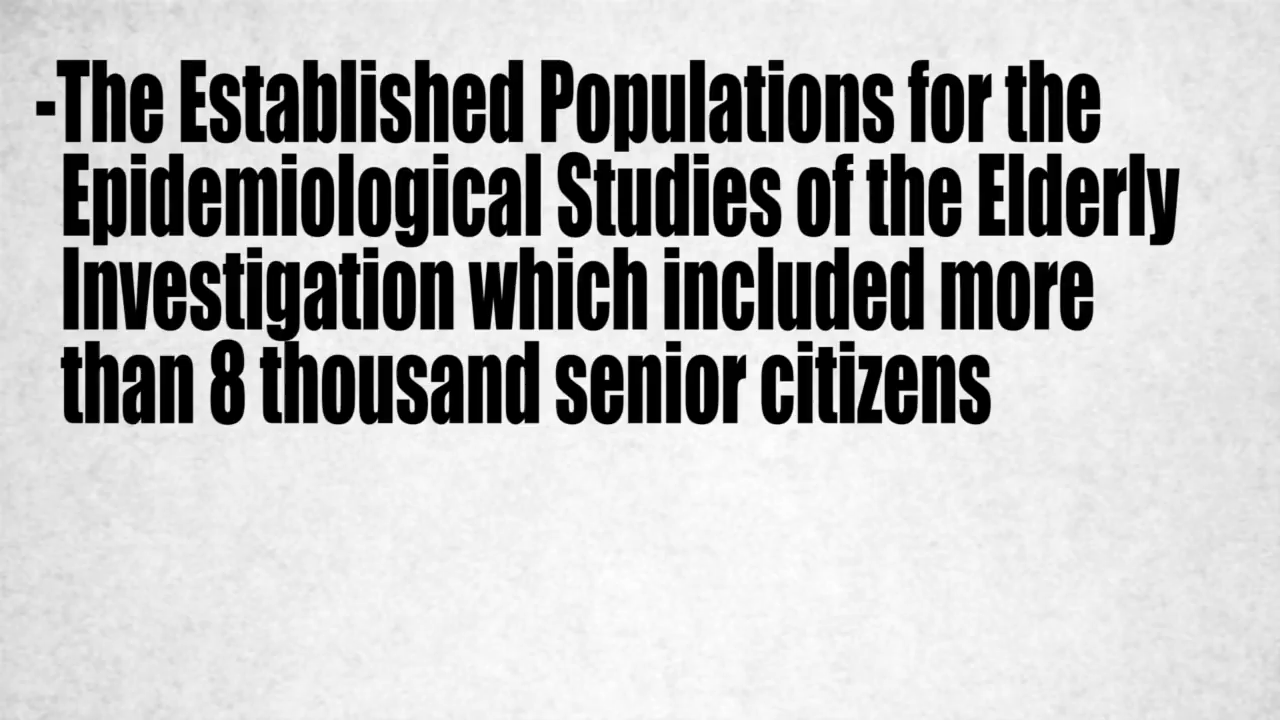 -The Established Populations for the
Epidemiological Studies of the Elderly
Investigation which included more
than 8 thousand senior citizens